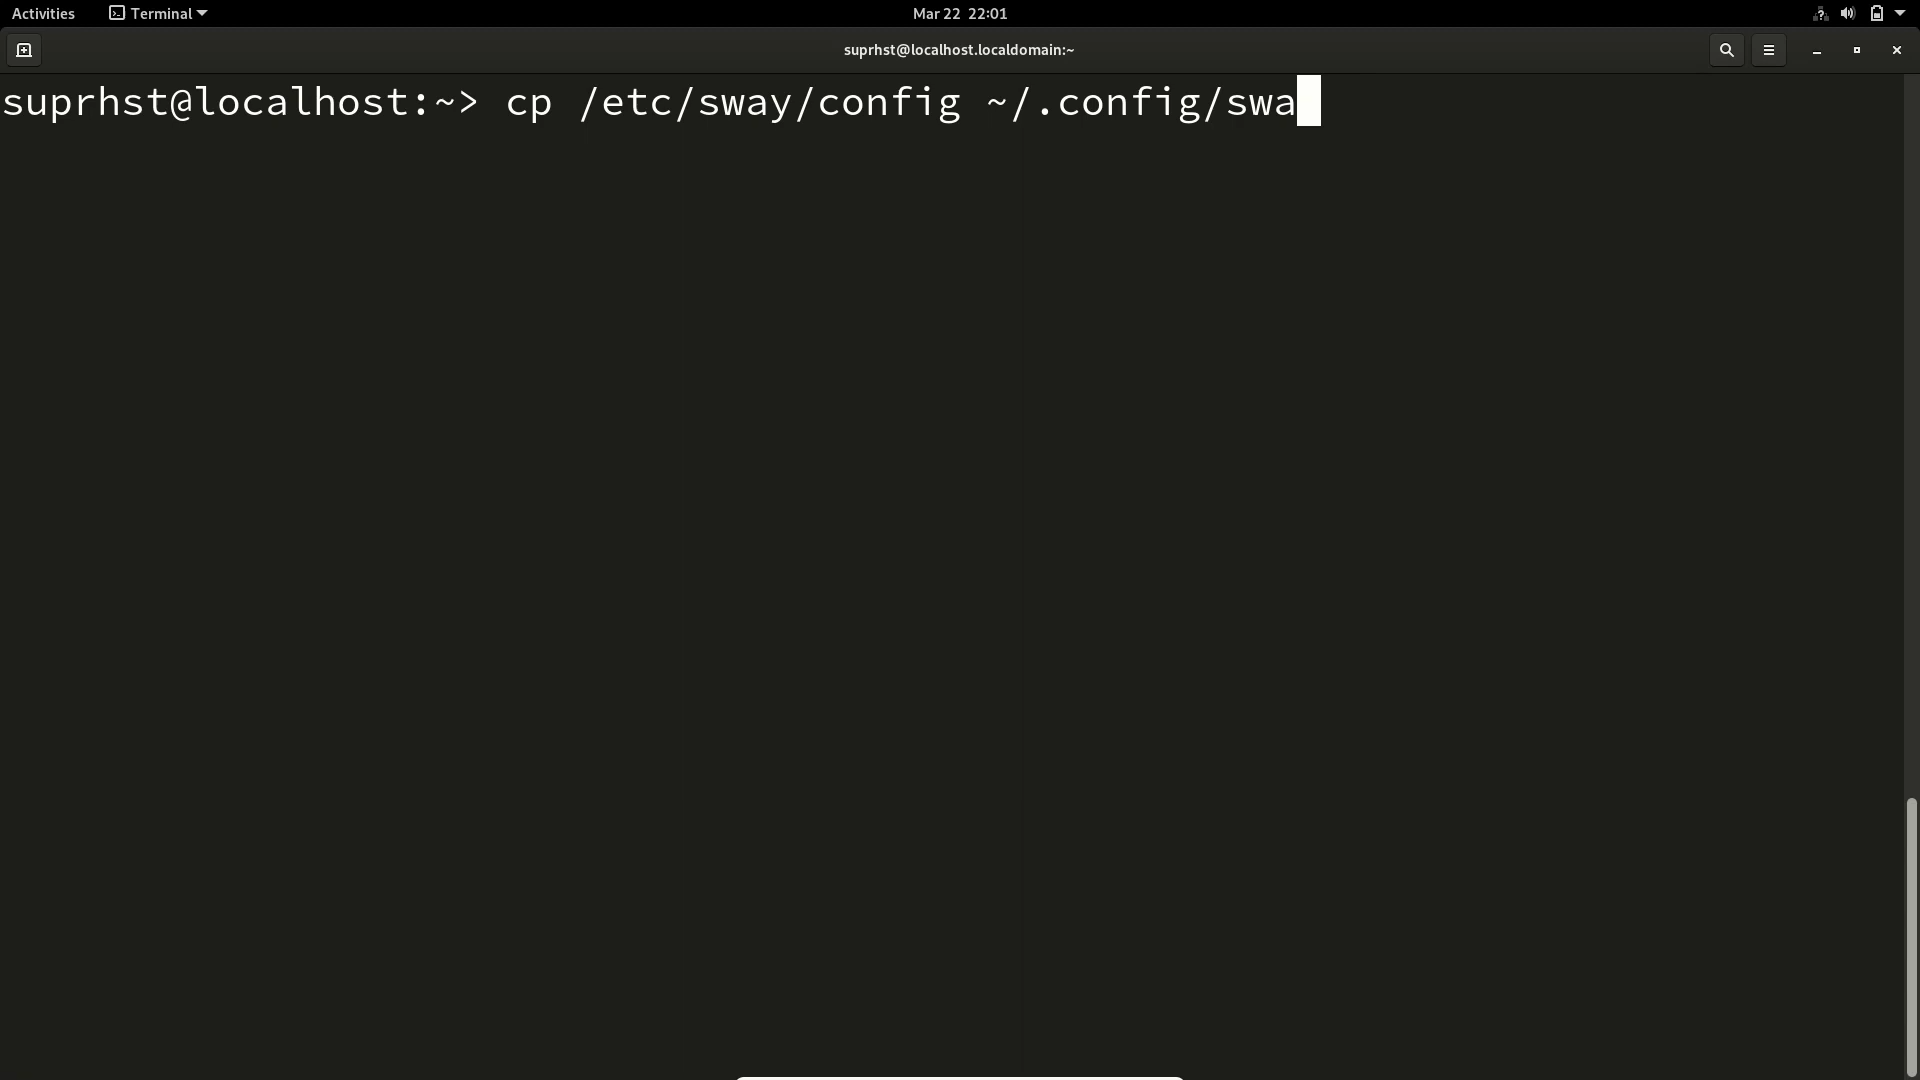 Activities Terminal Mar 22 22:01
suprhst@localhost.localdomain:~
suprhst@localhost:~> cp /etc/sway/config ~/.config/swa